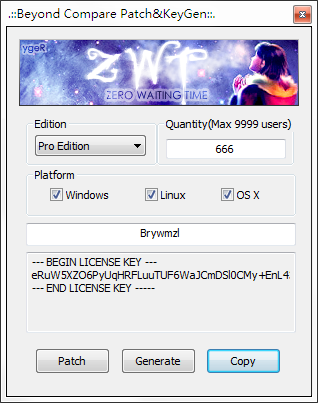 .::Beyond Compare Patch&KeyGen::.
ygeR
ZWT
ZERO WAITING TIME
Edition
Quantity(Max 9999 users)
Pro Edition
666
Platform
Windows
Linux
OS X
Brywmzl
--- BEGIN LICENSE KEY ---
eRuW5XZO6PyUqHRFLuuTUF6WaJCmDSl0CMy+EnL4
--- END LICENSE KEY -----
Patch
Generate
Copy